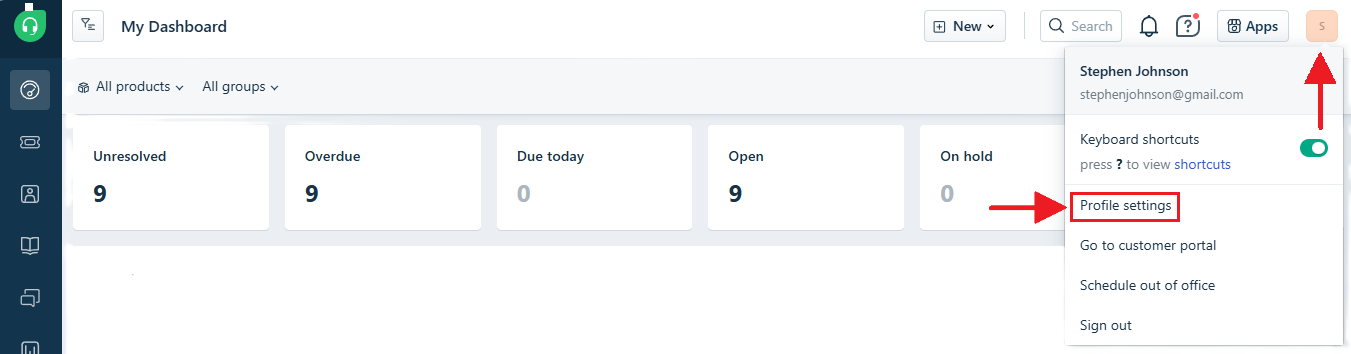 My Dashboard
New
Search
Apps
S
All products
All groups
Stephen Johnson
stephenjohnson@gmail.com
Unresolved
9
Overdue
9
Due today
0
Open
9
On hold
0
Keyboard shortcuts
press ? to view shortcuts
Profile settings
Go to customer portal
Schedule out of office
Sign out